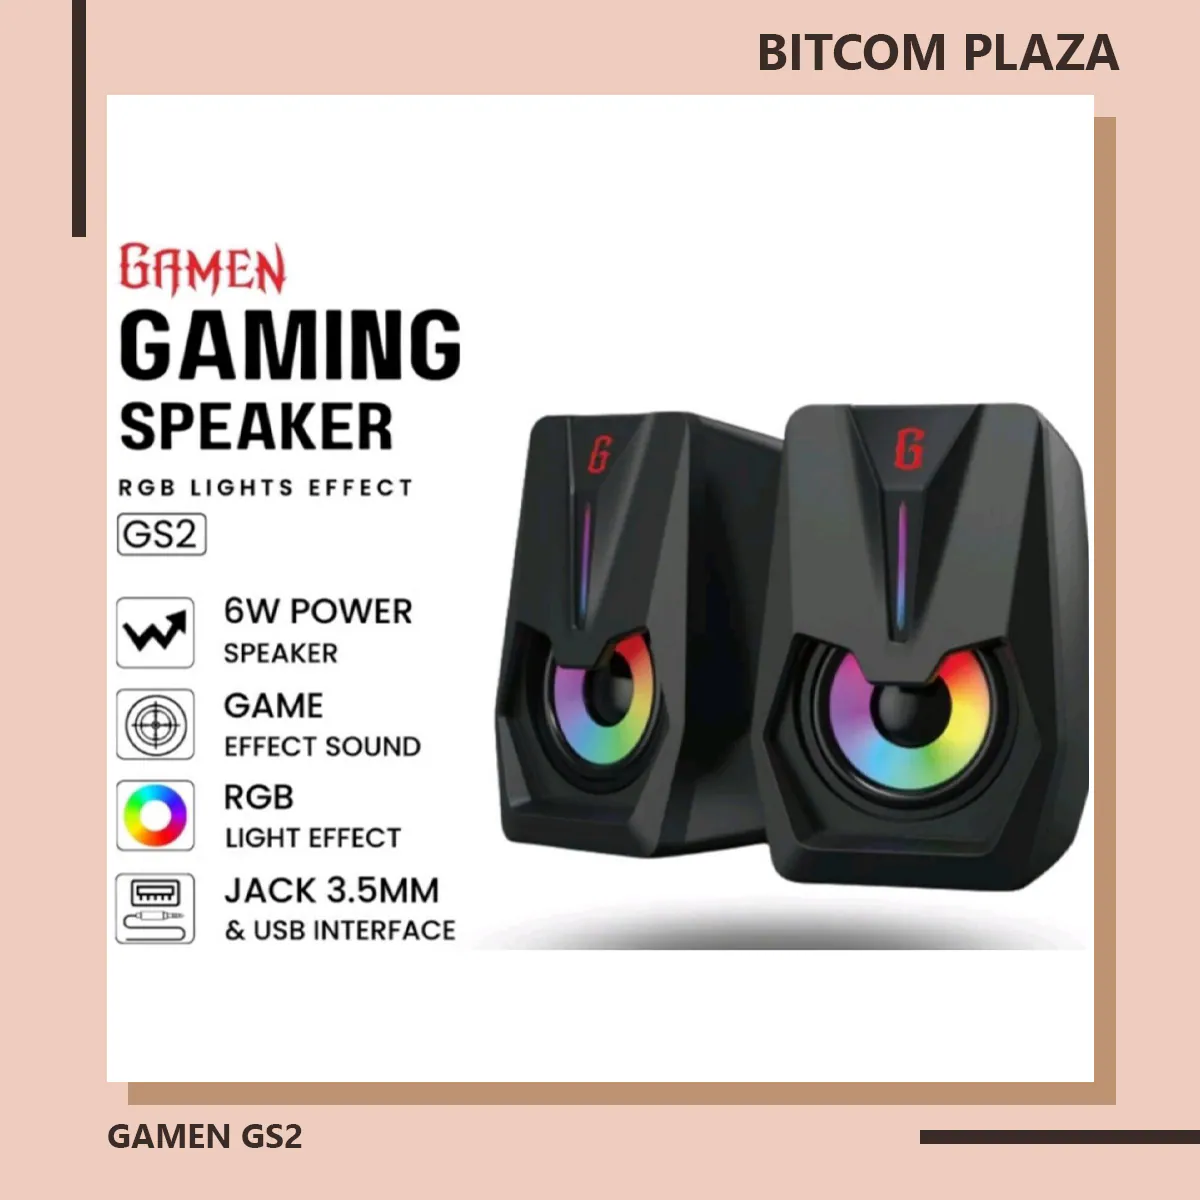 BITCOM PLAZA
GAMEN
GAMING
SPEAKER
RGB LIGHTS EFFECT
GS2
6W POWER
SPEAKER
GAME
EFFECT SOUND
RGB
LIGHT EFFECT
JACK 3.5MM
& USB INTERFACE
G
G
GAMEN GS2